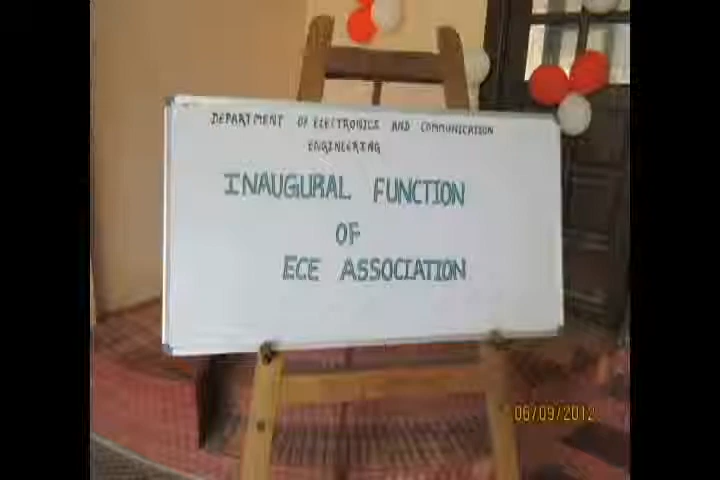 DEPARTMENT OF ELECTRONICS AND COMMUNICATION
ENGINEERING
INAUGURAL FUNCTION
OF
ECE ASSOCIATION
06/09/2012